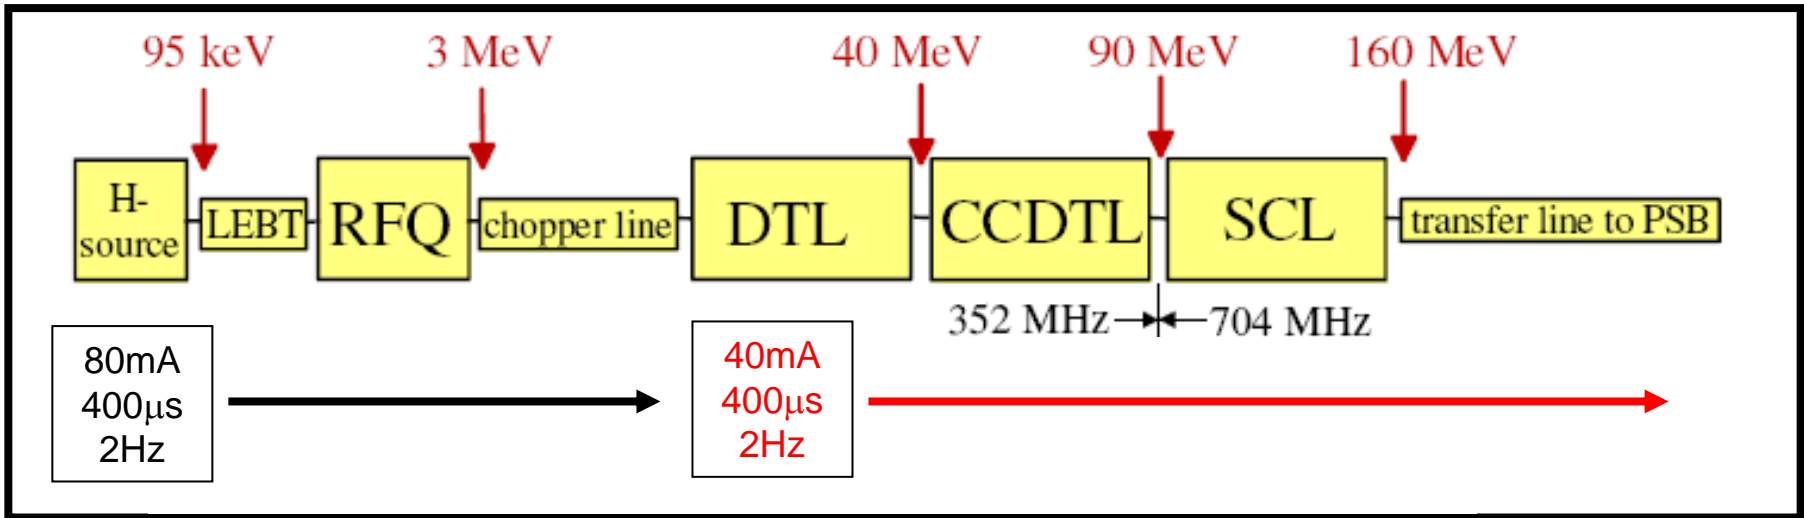 95 keV
3 MeV
40 MeV
90 MeV
160 MeV
H-
source
LEBT
RFQ
chopper line
DTL
CCDTL
SCL
transfer line to PSB
352 MHz
704 MHz
80mA
400μs
2Hz
40mA
400μs
2Hz